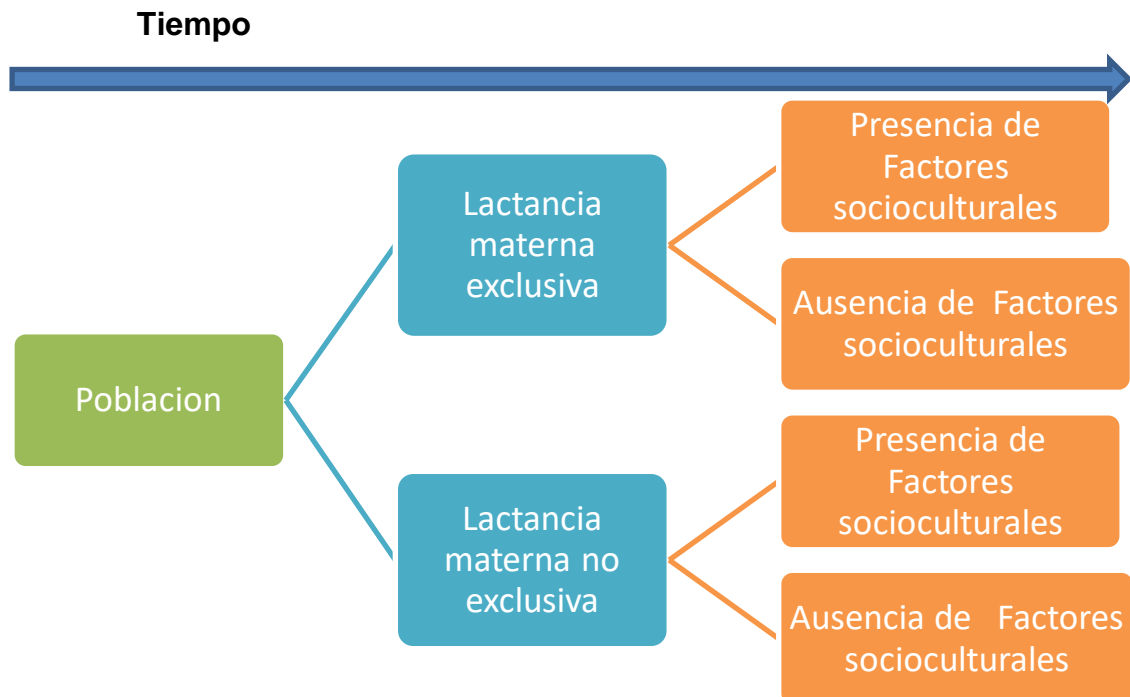 Tiempo
Presencia de
Factores
socioculturales
Lactancia
materna
exclusiva
Ausencia de Factores
socioculturales
Poblacion
Presencia de
Factores
socioculturales
Lactancia
materna no
exclusiva
Ausencia de Factores
socioculturales